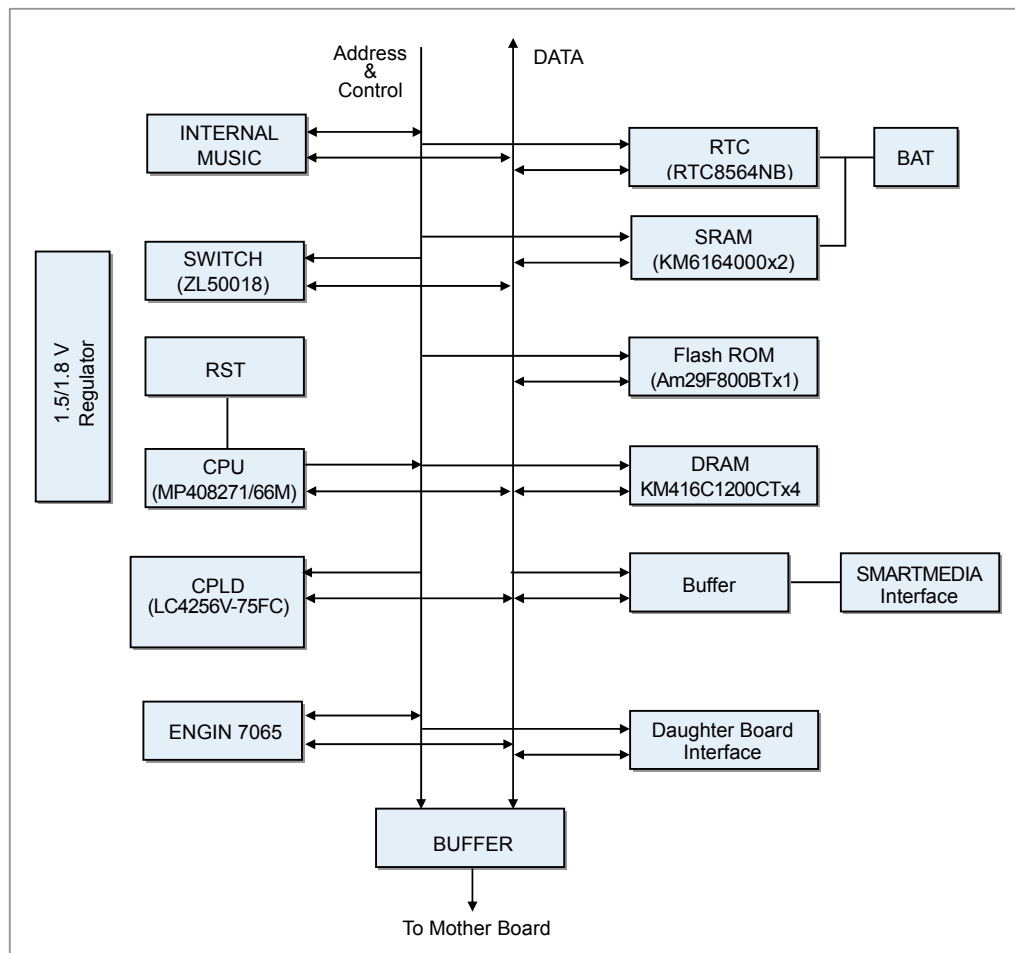 Address
&
Control
DATA
INTERNAL
MUSIC
RTC
(RTC8564NB)
BAT
SWITCH
(ZL50018)
SRAM
(KM6164000x2)
1.5/1.8 V
Regulator
RST
Flash ROM
(Am29F800BTx1)
CPU
(MP408271/66M)
DRAM
KM416C1200CTx4
CPLD
(LC4256V-75FC)
Buffer
SMARTMEDIA
Interface
ENGIN 7065
Daughter Board
Interface
BUFFER
To Mother Board